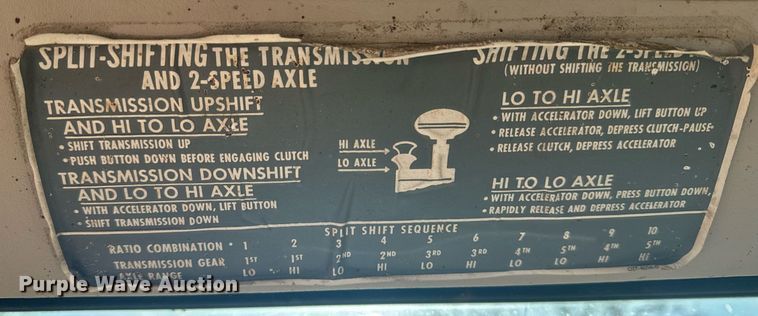 SPLIT-SHIFTING THE TRANSMISSION
AND 2-SPEED AXLE
TRANSMISSION UPSHIFT
AND HI TO LO AXLE
• SHIFT TRANSMISSION UP
• PUSH BUTTON DOWN BEFORE ENGAGING CLUTCH
TRANSMISSION DOWNSHIFT
AND LO TO HI AXLE
• WITH ACCELERATOR DOWN, LIFT BUTTON
• SHIFT TRANSMISSION DOWN
HI AXLE
LO AXLE
SHIFTING THE 2-SPEED
(WITHOUT SHIFTING THE TRANSMISSION)
LO TO HI AXLE
• WITH ACCELERATOR DOWN, LIFT BUTTON UP
• RELEASE ACCELERATOR, DEPRESS CLUTCH-PAUSE-
• RELEASE CLUTCH, DEPRESS ACCELERATOR
HI TO LO AXLE
• WITH ACCELERATOR DOWN, PRESS BUTTON DOWN,
• RAPIDLY RELEASE AND DEPRESS ACCELERATOR
SPLIT SHIFT SEQUENCE
RATIO COMBINATION • 1 2 3 4 5 6 7 8 9 10
TRANSMISSION GEAR 1ST 1ST 2ND 2ND 3RD 3RD 4TH 5TH 4TH 5TH
AXLE RANGE LO HI LO HI LO HI LO LO HI HI
Purple Wave Auction